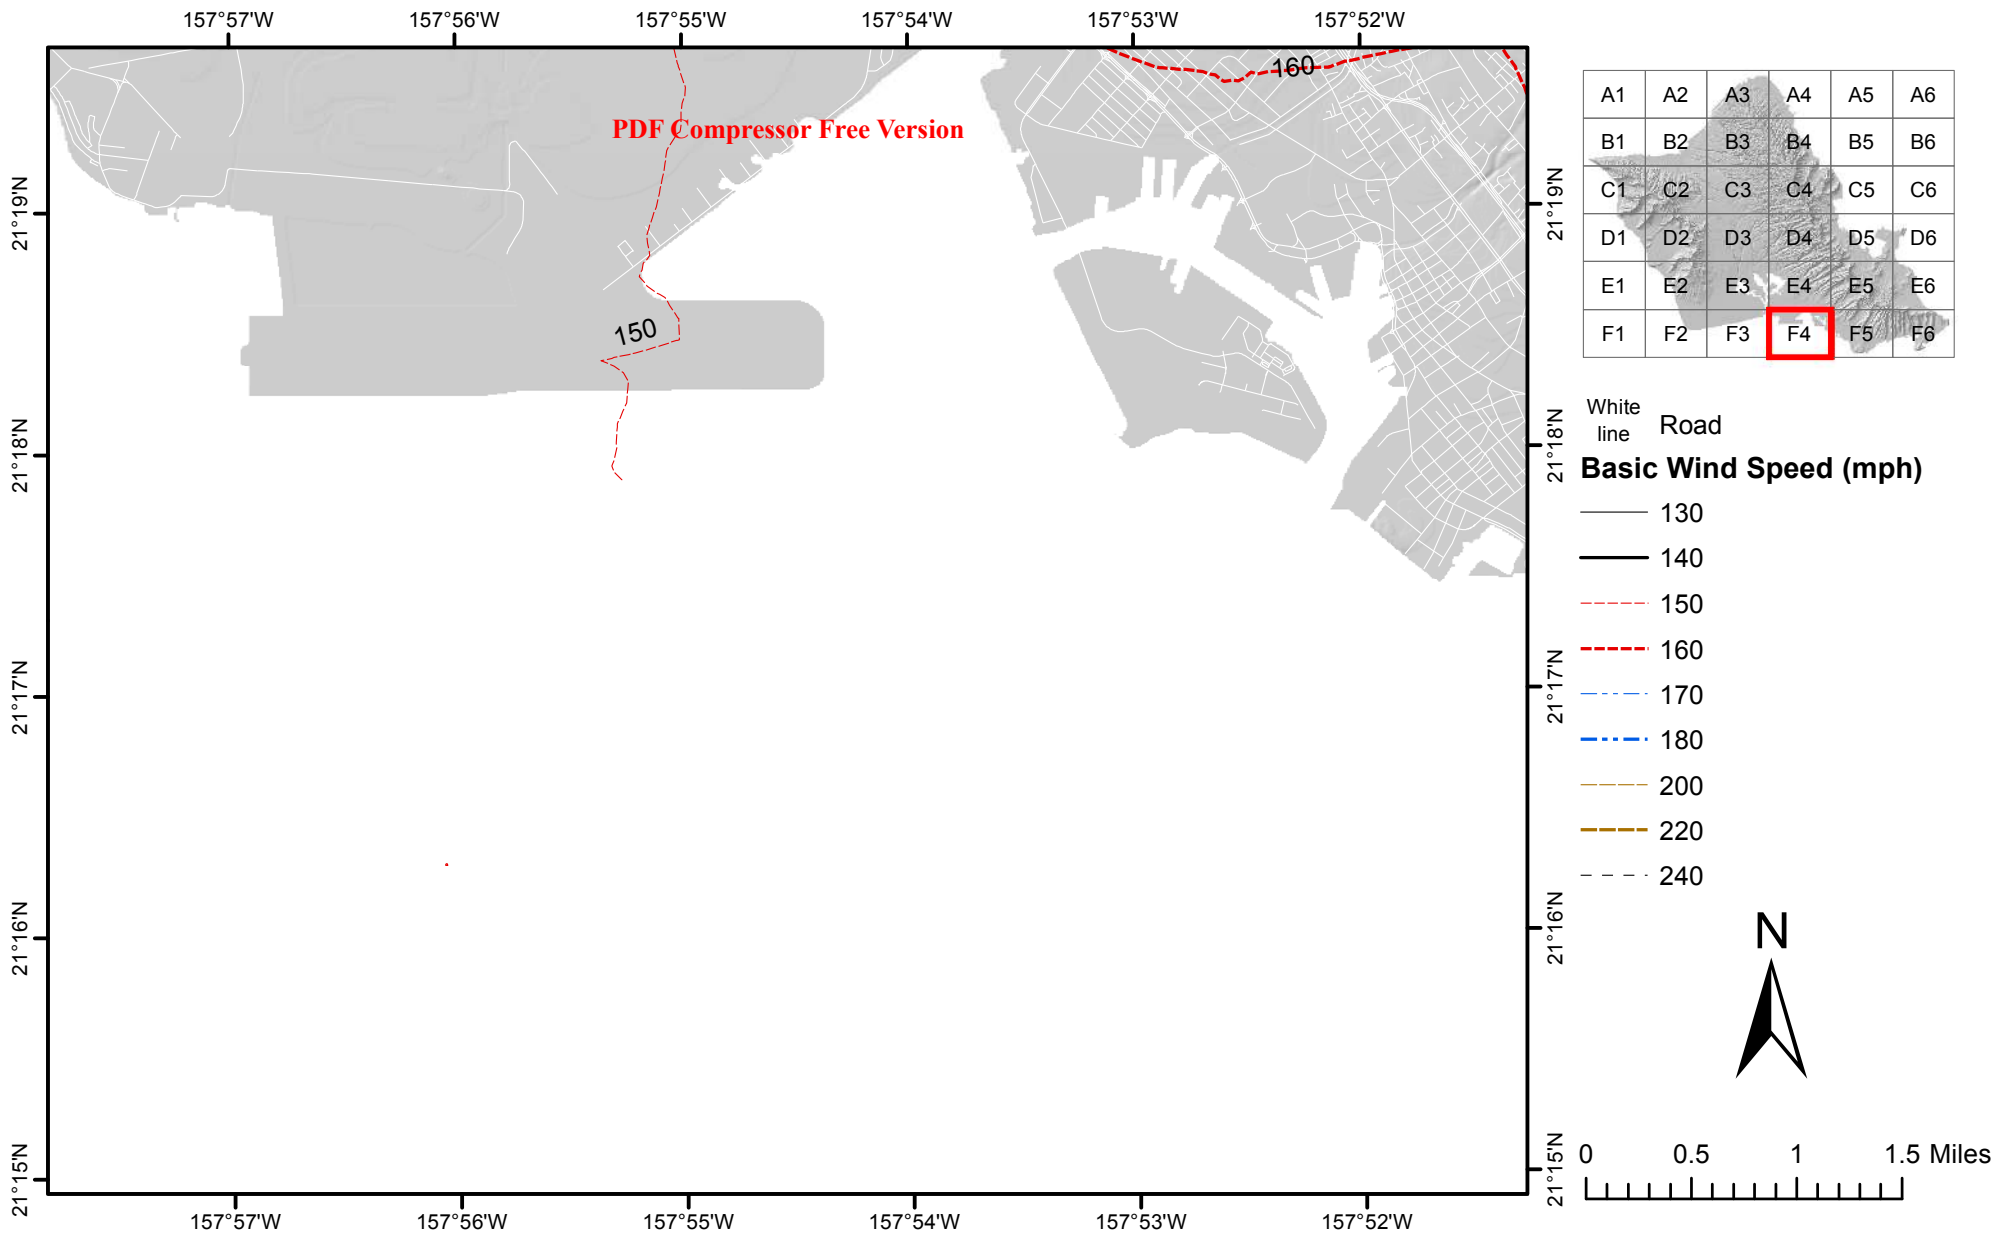 157°57'W 157°56'W 157°55'W 157°54'W 157°53'W 157°52'W
160
PDF Compressor Free Version
150
21°19'N 21°18'N 21°17'N 21°16'N 21°15'N
21°19'N 21°18'N 21°17'N 21°16'N 21°15'N
157°57'W 157°56'W 157°55'W 157°54'W 157°53'W 157°52'W
A1 A2 A3 A4 A5 A6
B1 B2 B3 B4 B5 B6
C1 C2 C3 C4 C5 C6
D1 D2 D3 D4 D5 D6
E1 E2 E3 E4 E5 E6
F1 F2 F3 F4 F5 F6
White
line Road
Basic Wind Speed (mph)
130
140
150
160
170
180
200
220
240
N
0 0.5 1 1.5 Miles